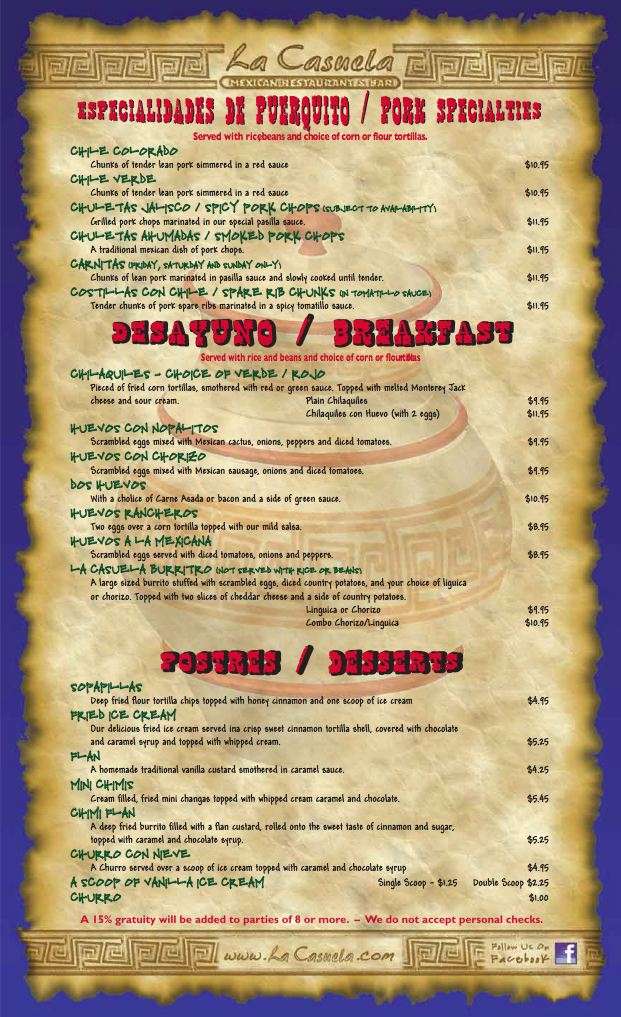 La Casuela
MEXICAN RESTAURANT & BAR
ESPECIALIDADES DE PUERQUITO / PORK SPECIALTIES
Served with rice,beans and choice of corn or flour tortillas.
CHILE COLORADO
Chunks of tender lean pork simmered in a red sauce $10.95
CHILE VERDE
Chunks of tender lean pork simmered in a red sauce $10.95
CHULETAS JALISCO / SPICY PORK CHOPS (SUBJECT TO AVAILABILITY)
Grilled pork chops marinated in our special pasilla sauce. $11.95
CHULETAS AHUMADAS / SMOKED PORK CHOPS
A traditional mexican dish of pork chops. $11.95
CARNITAS (FRIDAY, SATURDAY AND SUNDAY ONLY)
Chunks of lean pork marinated in pasilla sauce and slowly cooked until tender. $11.95
COSTILLAS CON CHILE / SPARE RIB CHUNKS (IN TOMATILLO SAUCE)
Tender chunks of pork spare ribs marinated in a spicy tomatillo sauce. $11.95
DESAYUNO / BREAKFAST
Served with rice and beans and choice of corn or flourtillas
CHILAQUILES - CHOICE OF VERDE / ROJO
Pieced of fried corn tortillas, smothered with red or green sauce. Topped with melted Monterey Jack
cheese and sour cream. Plain Chilaquiles $9.95
Chilaquiles con Huevo (with 2 eggs) $11.95
HUEVOS CON NOPALITOS
Scrambled eggs mixed with Mexican cactus, onions, peppers and diced tomatoes. $9.95
HUEVOS CON CHORIZO
Scrambled eggs mixed with Mexican sausage, onions and diced tomatoes. $9.95
DOS HUEVOS
With a cholice of Carne Asada or bacon and a side of green sauce. $10.95
HUEVOS RANCHEROS
Two eggs over a corn tortilla topped with our mild salsa. $8.95
HUEVOS A LA MEXICANA
Scrambled eggs served with diced tomatoes, onions and peppers. $8.95
LA CASUELA BURRITO (NOT SERVED WITH RICE OR BEANS)
A large sized burrito stuffed with scrambled eggs, diced country potatoes, and your choice of liguica
or chorizo. Topped with two slices of cheddar cheese and a side of country potatoes.
Linguica or Chorizo $9.95
Combo Chorizo/Linguica $10.95
POSTRES / DESSERTS
SOPAPILLAS
Deep fried flour tortilla chips topped with honey cinnamon and one scoop of ice cream $4.95
FRIED ICE CREAM
Our delicious fried ice cream served ina crisp sweet cinnamon tortilla shell, covered with chocolate
and caramel syrup and topped with whipped cream. $5.25
FLAN
A homemade traditional vanilla custard smothered in caramel sauce. $4.25
MINI CHIMIS
Cream filled, fried mini changas topped with whipped cream caramel and chocolate. $5.45
CHIMI FLAN
A deep fried burrito filled with a flan custard, rolled onto the sweet taste of cinnamon and sugar,
topped with caramel and chocolate syrup. $5.25
CHURRO CON NIEVE
A Churro served over a scoop of ice cream topped with caramel and chocolate syrup $4.95
A SCOOP OF VANILLA ICE CREAM Single Scoop - $1.25 Double Scoop $2.25
CHURRO $1.00
A 15% gratuity will be added to parties of 8 or more. – We do not accept personal checks.
www.La Casuela.com
Follow Us On
Facebook f